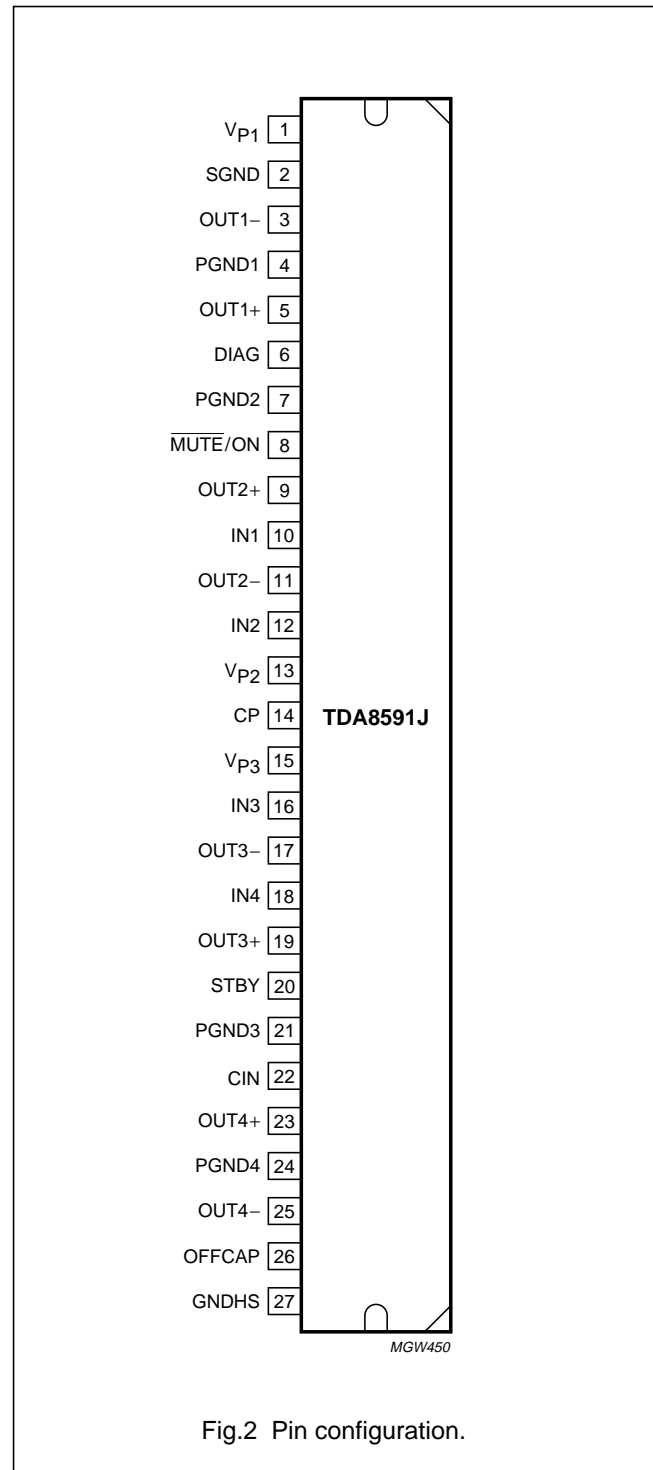 VP1 1
SGND 2
OUT1− 3
PGND1 4
OUT1+ 5
DIAG 6
PGND2 7
M̅U̅T̅E̅/ON 8
OUT2+ 9
IN1 10
OUT2− 11
IN2 12
VP2 13
CP 14 TDA8591J
VP3 15
IN3 16
OUT3− 17
IN4 18
OUT3+ 19
STBY 20
PGND3 21
CIN 22
OUT4+ 23
PGND4 24
OUT4− 25
OFFCAP 26
GNDHS 27
MGW450
Fig.2 Pin configuration.